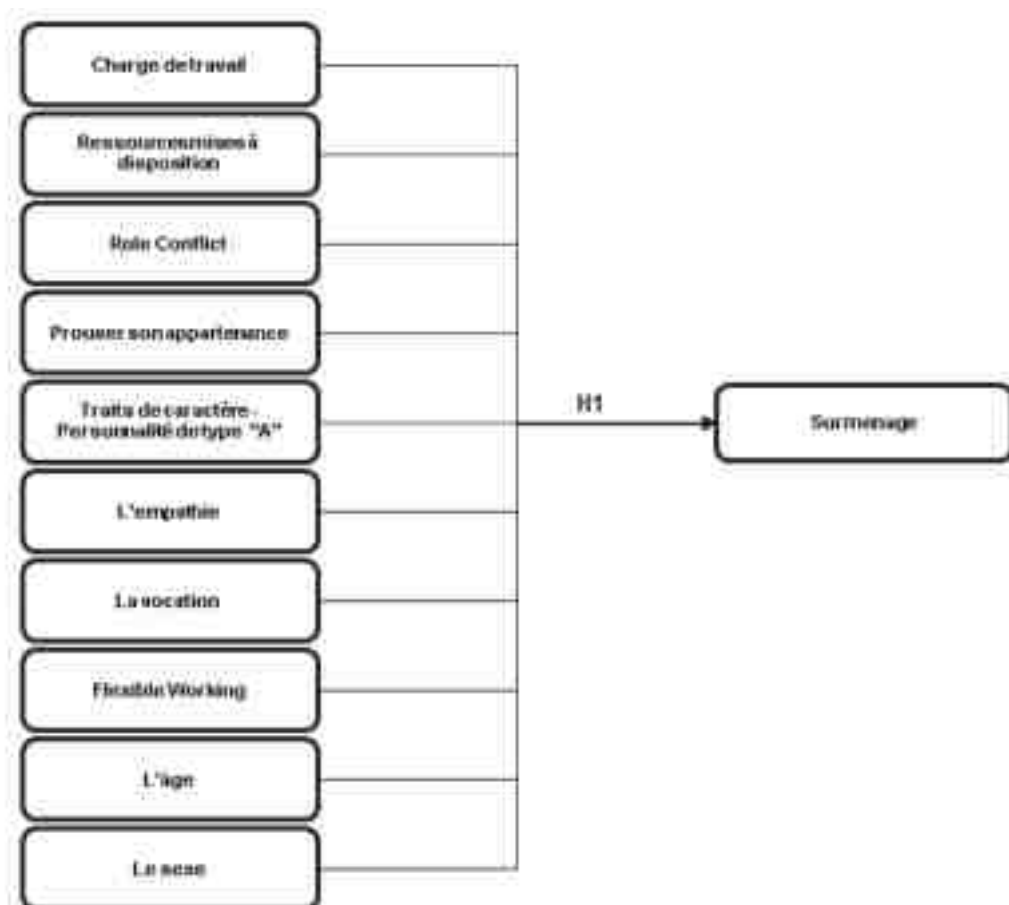 Charge de travail
Ressources mises à
disposition
Role Conflict
Prouver son appartenance
Traits de caractère -
Personnalité de type "A"
H1
Surmenage
L'empathie
La vocation
Flexible Working
L'âge
Le sexe